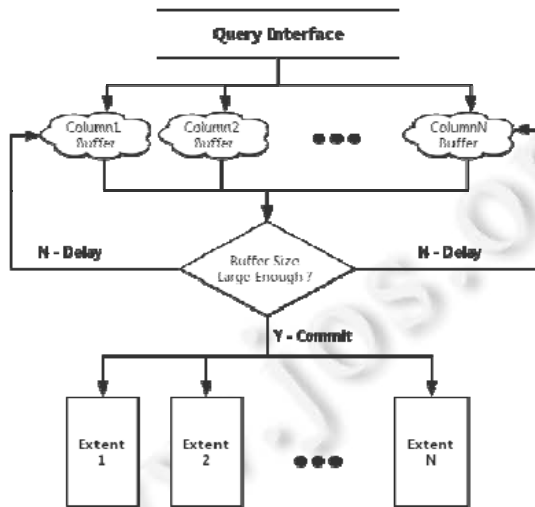 Query Interface
Column1
Buffer
Column2
Buffer
ColumnN
Buffer
N - Delay
Buffer Size
Large Enough ?
N - Delay
Y - Commit
Extent
1
Extent
2
Extent
N